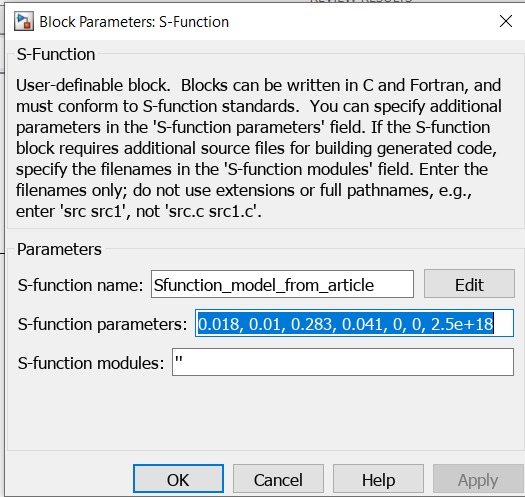 Block Parameters: S-Function
S-Function
User-definable block.  Blocks can be written in C and Fortran, and
must conform to S-function standards.  You can specify additional
parameters in the 'S-function parameters' field. If the S-function
block requires additional source files for building generated code,
specify the filenames in the 'S-function modules' field. Enter the
filenames only; do not use extensions or full pathnames, e.g.,
enter 'src src1', not 'src.c src1.c'.
Parameters
S-function name: Sfunction_model_from_article Edit
S-function parameters: 0.018, 0.01, 0.283, 0.041, 0, 0, 2.5e+18
S-function modules: ''
OK Cancel Help Apply